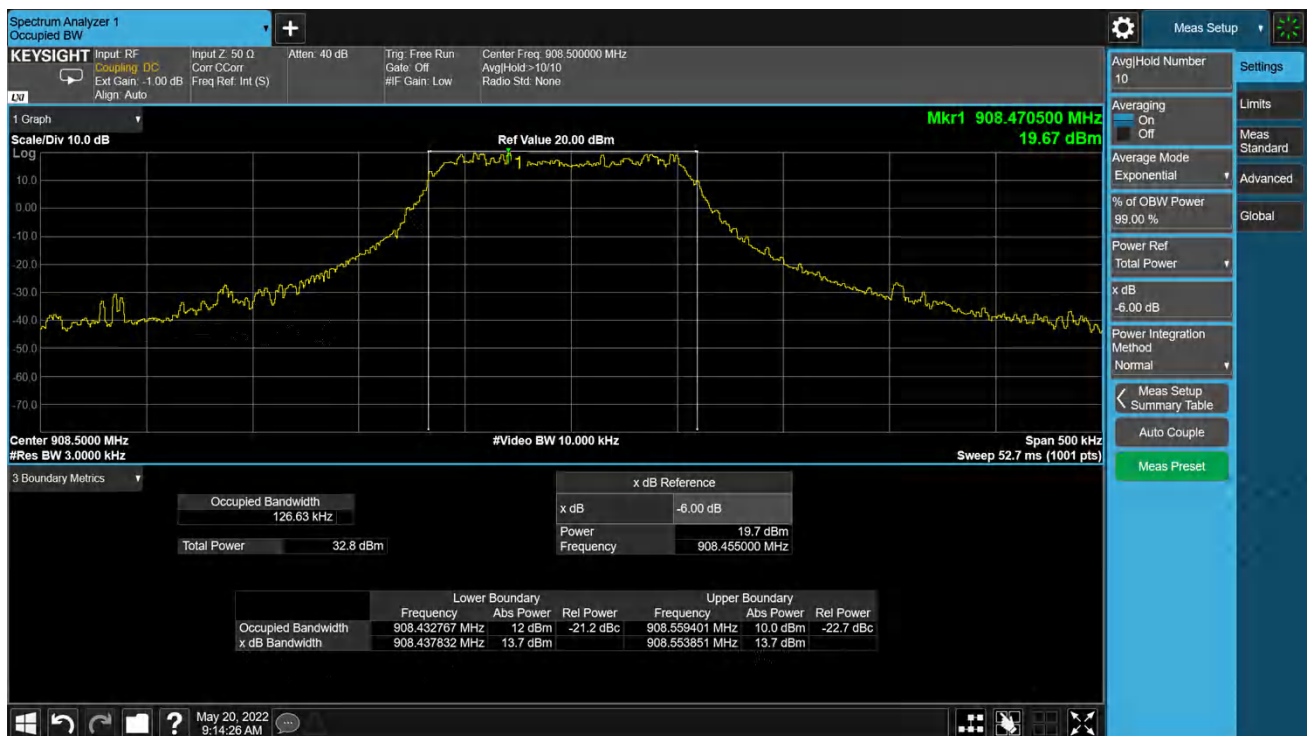 Spectrum Analyzer 1
Occupied BW
+
Meas Setup
KEYSIGHT
Input: RF
Coupling: DC
Ext Gain: -1.00 dB
Align: Auto
LXI
Input Z: 50 Ω
Corr CCorr
Freq Ref: Int (S)
Atten: 40 dB
Trig: Free Run
Gate: Off
#IF Gain: Low
Center Freq: 908.500000 MHz
Avg|Hold:>10/10
Radio Std: None
1 Graph
Scale/Div 10.0 dB
Ref Value 20.00 dBm
Mkr1 908.470500 MHz
19.67 dBm
Log
10.0
0.00
-10.0
-20.0
-30.0
-40.0
-50.0
-60.0
-70.0
1
Center 908.5000 MHz
#Video BW 10.000 kHz
Span 500 kHz
#Res BW 3.0000 kHz
Sweep 52.7 ms (1001 pts)
3 Boundary Metrics
Occupied Bandwidth
126.63 kHz
Total Power 32.8 dBm
x dB Reference
x dB -6.00 dB
Power 19.7 dBm
Frequency 908.455000 MHz
Lower Boundary Upper Boundary
Frequency Abs Power Rel Power Frequency Abs Power Rel Power
Occupied Bandwidth 908.432767 MHz 12 dBm -21.2 dBc 908.559401 MHz 10.0 dBm -22.7 dBc
x dB Bandwidth 908.437832 MHz 13.7 dBm 908.553851 MHz 13.7 dBm
Avg|Hold Number
10
Averaging
On
Off
Average Mode
Exponential
% of OBW Power
99.00 %
Power Ref
Total Power
x dB
-6.00 dB
Power Integration
Method
Normal
Meas Setup
Summary Table
Auto Couple
Meas Preset
Settings
Limits
Meas
Standard
Advanced
Global
?
May 20, 2022
9:14:26 AM